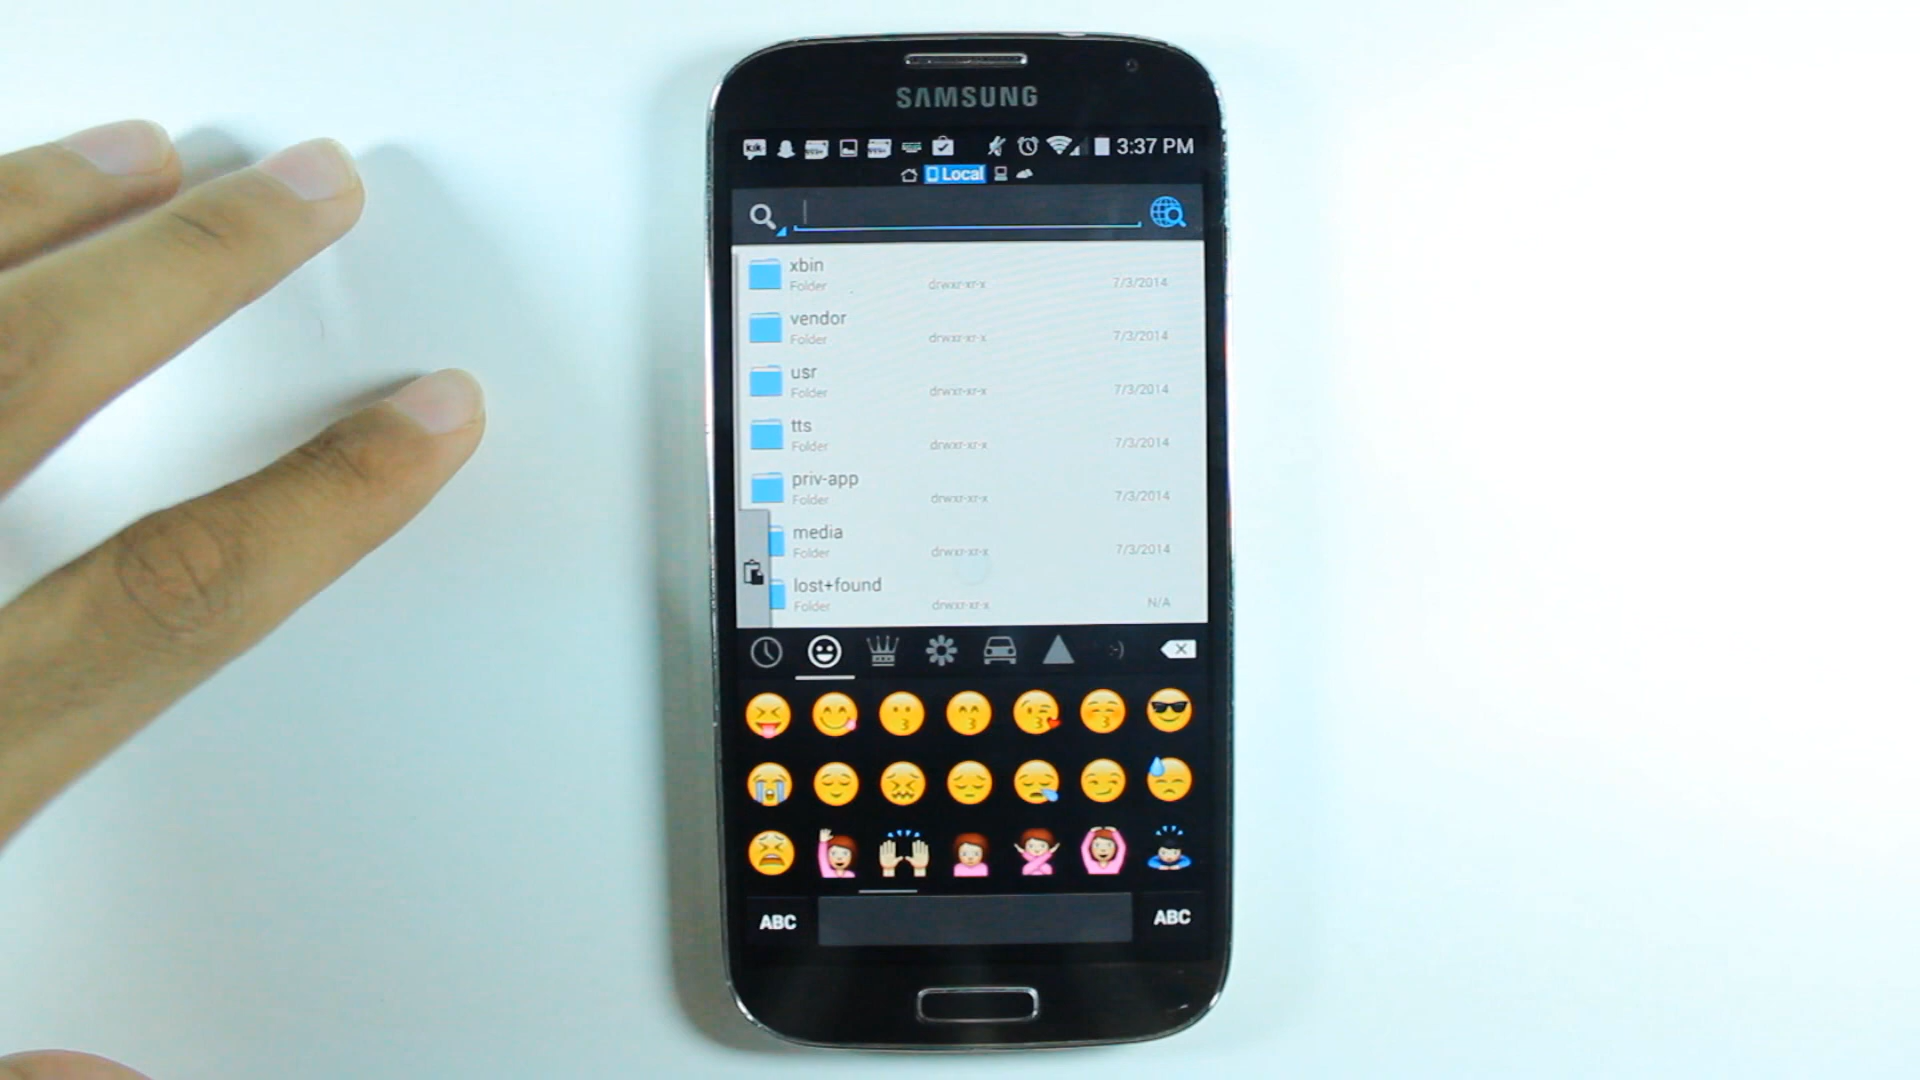 SAMSUNG
kik 3:37 PM
Local
xbin
Folder drwxr-xr-x 7/3/2014
vendor
Folder drwxr-xr-x 7/3/2014
usr
Folder drwxr-xr-x 7/3/2014
tts
Folder drwxr-xr-x 7/3/2014
priv-app
Folder drwxr-xr-x 7/3/2014
media
Folder drwxr-xr-x 7/3/2014
lost+found
Folder drwxr-xr-x N/A
:-)
ABC ABC